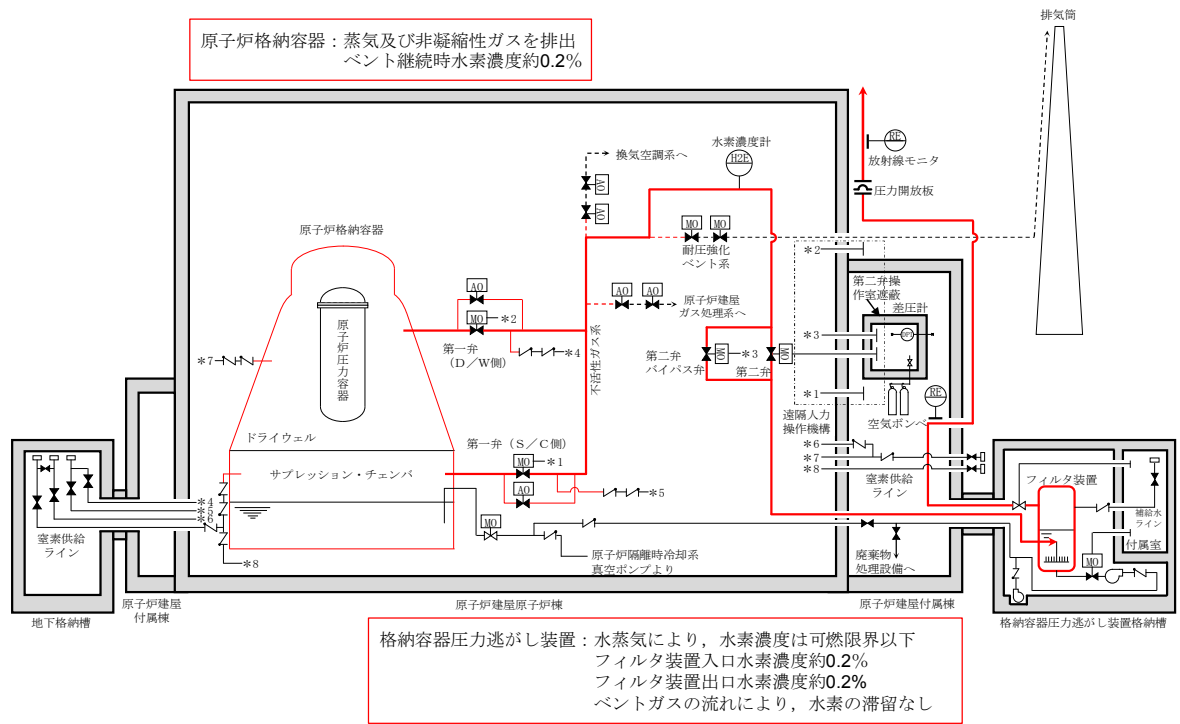 排気筒
原子炉格納容器：蒸気及び非凝縮性ガスを排出
ベント継続時水素濃度約0.2%
水素濃度計
H2E
RE
放射線モニタ
換気空調系へ
AO
AO
圧力開放板
原子炉格納容器
MO
MO
耐圧強化
ベント系
＊2
第二弁操
作室遮蔽
差圧計
AO
AO
AO
原子炉建屋
ガス処理系へ
MO
＊2
＊3
DPI
原子炉圧力容器
＊7
＊4
第一弁
（D／W側）
不活性ガス系
第二弁
バイパス弁
MO
＊3
第二弁
MO
＊1
RE
遠隔人力
操作機構
空気ボンベ
ドライウェル
第一弁（S／C側）
MO
＊1
＊6
＊7
＊8
サプレッション・チェンバ
AO
＊5
窒素供給
ライン
フィルタ装置
＊4
＊5
＊6
補給水
ライン
MO
付属室
窒素供給
ライン
＊8
原子炉隔離時冷却系
真空ポンプより
廃棄物
処理設備へ
MO
原子炉建屋
付属棟
原子炉建屋原子炉棟
原子炉建屋付属棟
地下格納槽
格納容器圧力逃がし装置格納槽
格納容器圧力逃がし装置：水蒸気により，水素濃度は可燃限界以下
フィルタ装置入口水素濃度約0.2%
フィルタ装置出口水素濃度約0.2%
ベントガスの流れにより，水素の滞留なし